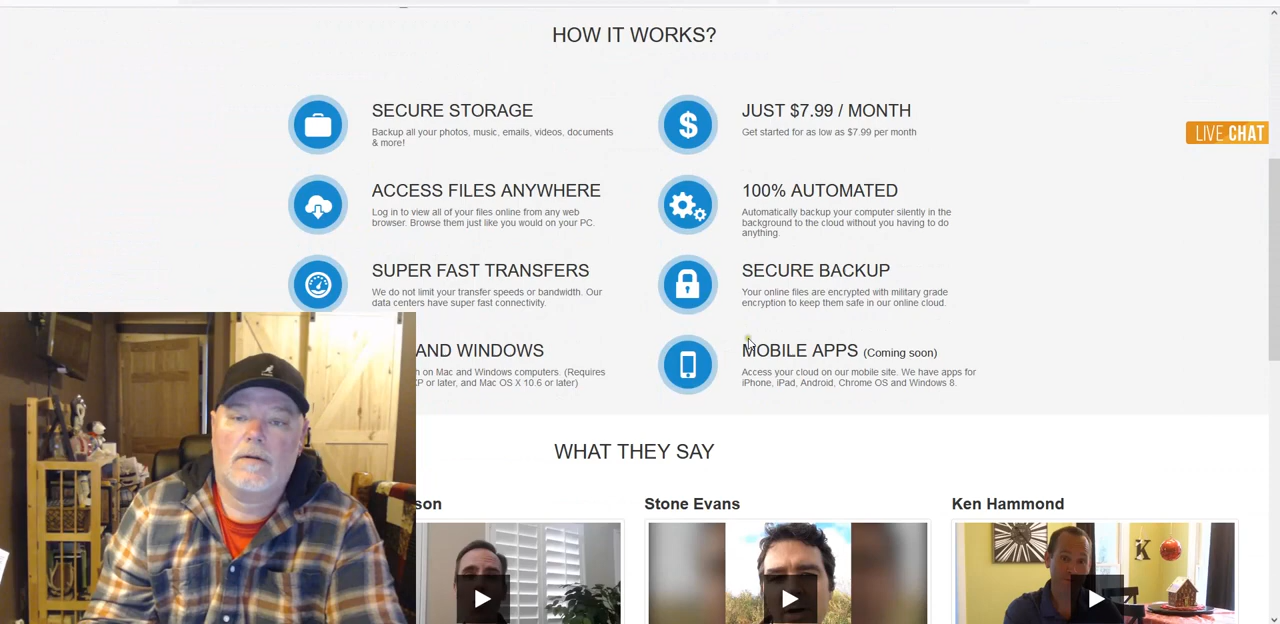 HOW IT WORKS?
SECURE STORAGE
Backup all your photos, music, emails, videos, documents
& more!
JUST $7.99 / MONTH
Get started for as low as $7.99 per month
LIVE CHAT
ACCESS FILES ANYWHERE
Log in to view all of your files online from any web
browser. Browse them just like you would on your PC.
100% AUTOMATED
Automatically backup your computer silently in the
background to the cloud without you having to do
anything.
SUPER FAST TRANSFERS
We do not limit your transfer speeds or bandwidth. Our
data centers have super fast connectivity.
SECURE BACKUP
Your online files are encrypted with military grade
encryption to keep them safe in our online cloud.
AND WINDOWS
on Mac and Windows computers. (Requires
or later, and Mac OS X 10.6 or later)
MOBILE APPS (Coming soon)
Access your cloud on our mobile site. We have apps for
iPhone, iPad, Android, Chrome OS and Windows 8.
WHAT THEY SAY
Stone Evans
Ken Hammond
K